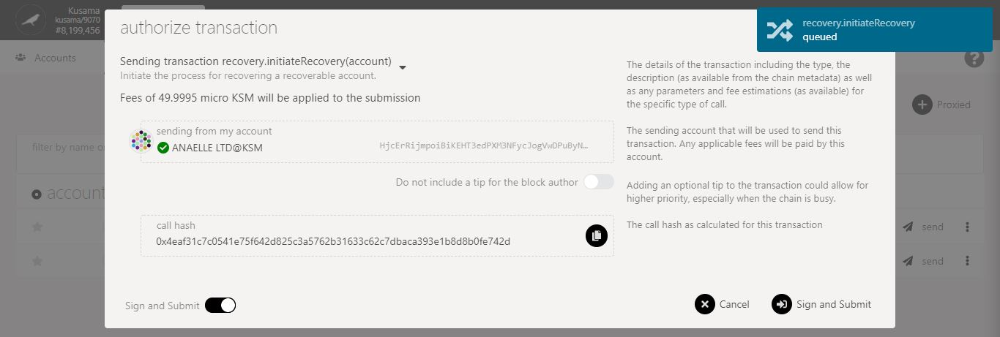 Kusama
kusama/9070
#8,199,456
authorize transaction
recovery.initiateRecovery
queued
Accounts
Sending transaction recovery.initiateRecovery(account)
Initiate the process for recovering a recoverable account.
Fees of 49.9995 micro KSM will be applied to the submission
The details of the transaction including the type, the
description (as available from the chain metadata) as well
as any parameters and fee estimations (as available) for
the specific type of call.
?
Proxied
filter by name or
sending from my account
ANAELLE LTD@KSM
HjcErRijmpoiBiKEHT3edPXM3NFycJogVwDPuByN…
The sending account that will be used to send this
transaction. Any applicable fees will be paid by this
account.
Do not include a tip for the block author
Adding an optional tip to the transaction could allow for
higher priority, especially when the chain is busy.
account
call hash
0x4eaf31c7c0541e75f642d825c3a5762b31633c62c7dbaca393e1b8d8b0fe742d
The call hash as calculated for this transaction
send
send
Sign and Submit
Cancel
Sign and Submit